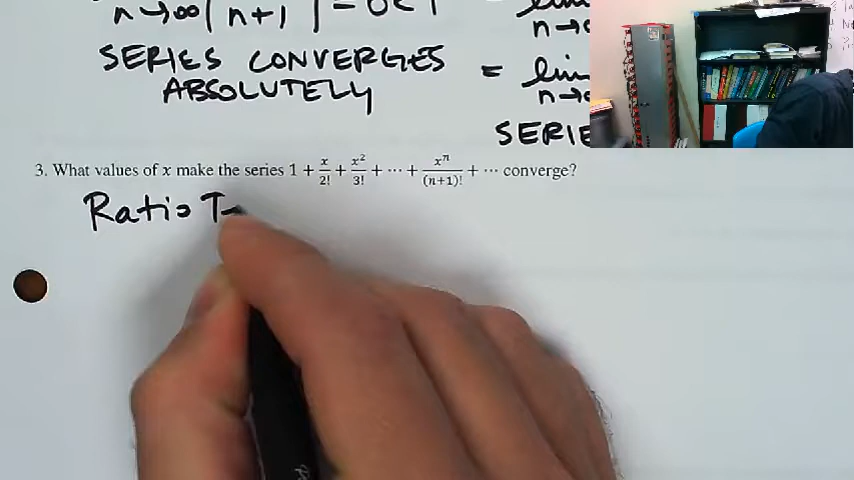 n→∞ | n+1 | = 0 < 1
lim
n→
SERIES CONVERGES
ABSOLUTELY
= lim
n→
SERIE
3. What values of x make the series 1 + x/2! + x²/3! + ⋯ + xⁿ/(n+1)! + ⋯ converge?
Ratio T